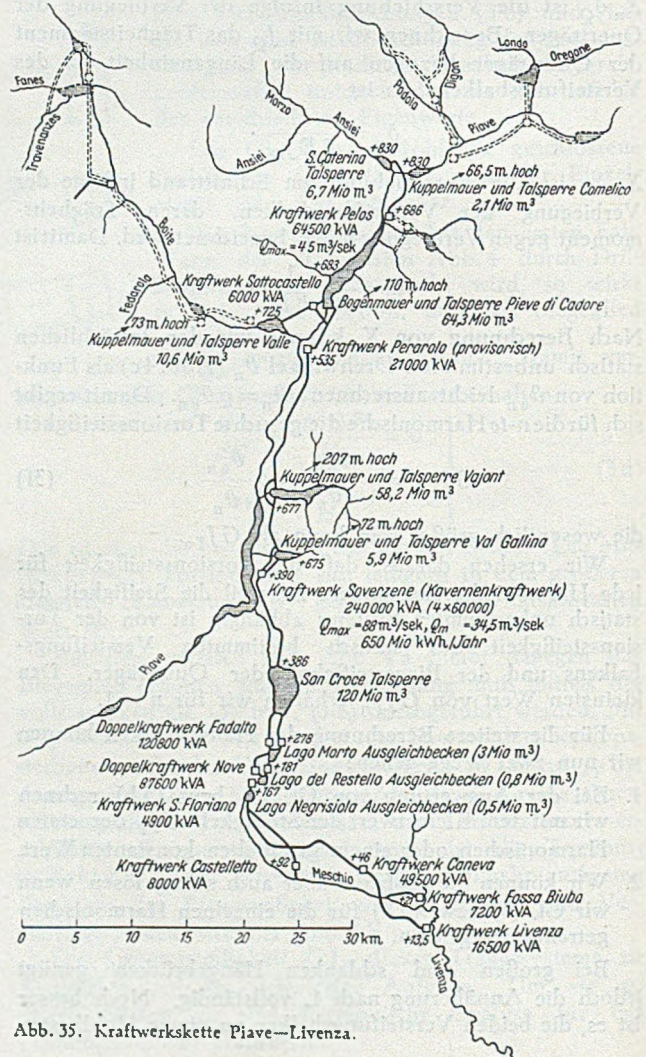 Fanes
Travenanzes
Boite
Fedarola
Morzo
Ansiei
Ansiei
Padola
Londo
Oregone
Piave
+830
+830
S. Caterina
Talsperre
6,7 Mio m³
66,5 m. hoch
Kuppelmauer und Talsperre Comelico
2,1 Mio m³
+686
Kraftwerk Pelos
64500 kVA
Qmax = 45 m³/sek
+683
110 m. hoch
Bogenmauer und Talsperre Pieve di Cadore
64,3 Mio m³
Kraftwerk Sottocastello
6000 kVA
+725
73 m hoch
Kuppelmauer und Talsperre Valle
10,6 Mio m³
+535
Kraftwerk Perarolo (provisorisch)
21000 kVA
207 m. hoch
Kuppelmauer und Talsperre Vajont
58,2 Mio m³
+677
72 m. hoch
Kuppelmauer und Talsperre Val Gallina
5,9 Mio m³
+675
+390
Kraftwerk Soverzene (Kavernenkraftwerk)
240000 kVA (4×60000)
Qmax = 88 m³/sek, Qm = 34,5 m³/sek
650 Mio kWh./Jahr
+386
San Croce Talsperre
120 Mio m³
Piave
Doppelkraftwerk Fadalto
120800 kVA
+278
Lago Morto Ausgleichbecken (3 Mio m³)
Doppelkraftwerk Nove
87600 kVA
+181
Lago del Restello Ausgleichbecken (0,8 Mio m³)
+167
Kraftwerk S. Floriano
4900 kVA
Lago Negrisiola Ausgleichbecken (0,5 Mio m³)
Kraftwerk Castelletto
8000 kVA
+92
Meschio
+46
Kraftwerk Caneva
49500 kVA
+27
Kraftwerk Fossa Biuba
7200 kVA
Kraftwerk Livenza
16500 kVA
+13,5
Livenza
0 5 10 15 20 25 30 km.
Abb. 35. Kraftwerkskette Piave—Livenza.